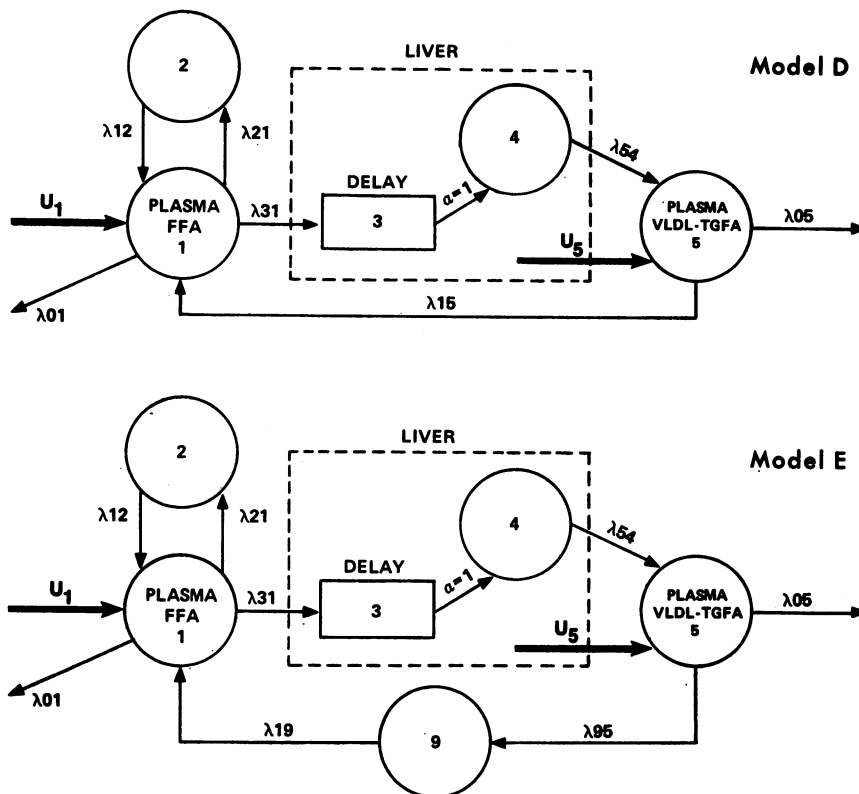 LIVER
Model D
2
λ12
λ21
4
λ54
DELAY
α=1
U1
PLASMA
FFA
1
λ31
3
PLASMA
VLDL-TGFA
5
λ05
U5
λ01
λ15
LIVER
Model E
2
λ12
λ21
4
λ54
DELAY
α=1
U1
PLASMA
FFA
1
λ31
3
PLASMA
VLDL-TGFA
5
λ05
U5
λ01
λ19
9
λ95